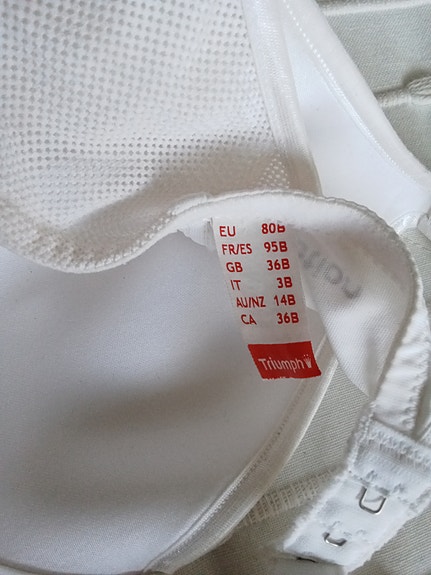 EU 80B
FR/ES 95B
GB 36B
IT 3B
AU/NZ 14B
CA 36B
Triumph